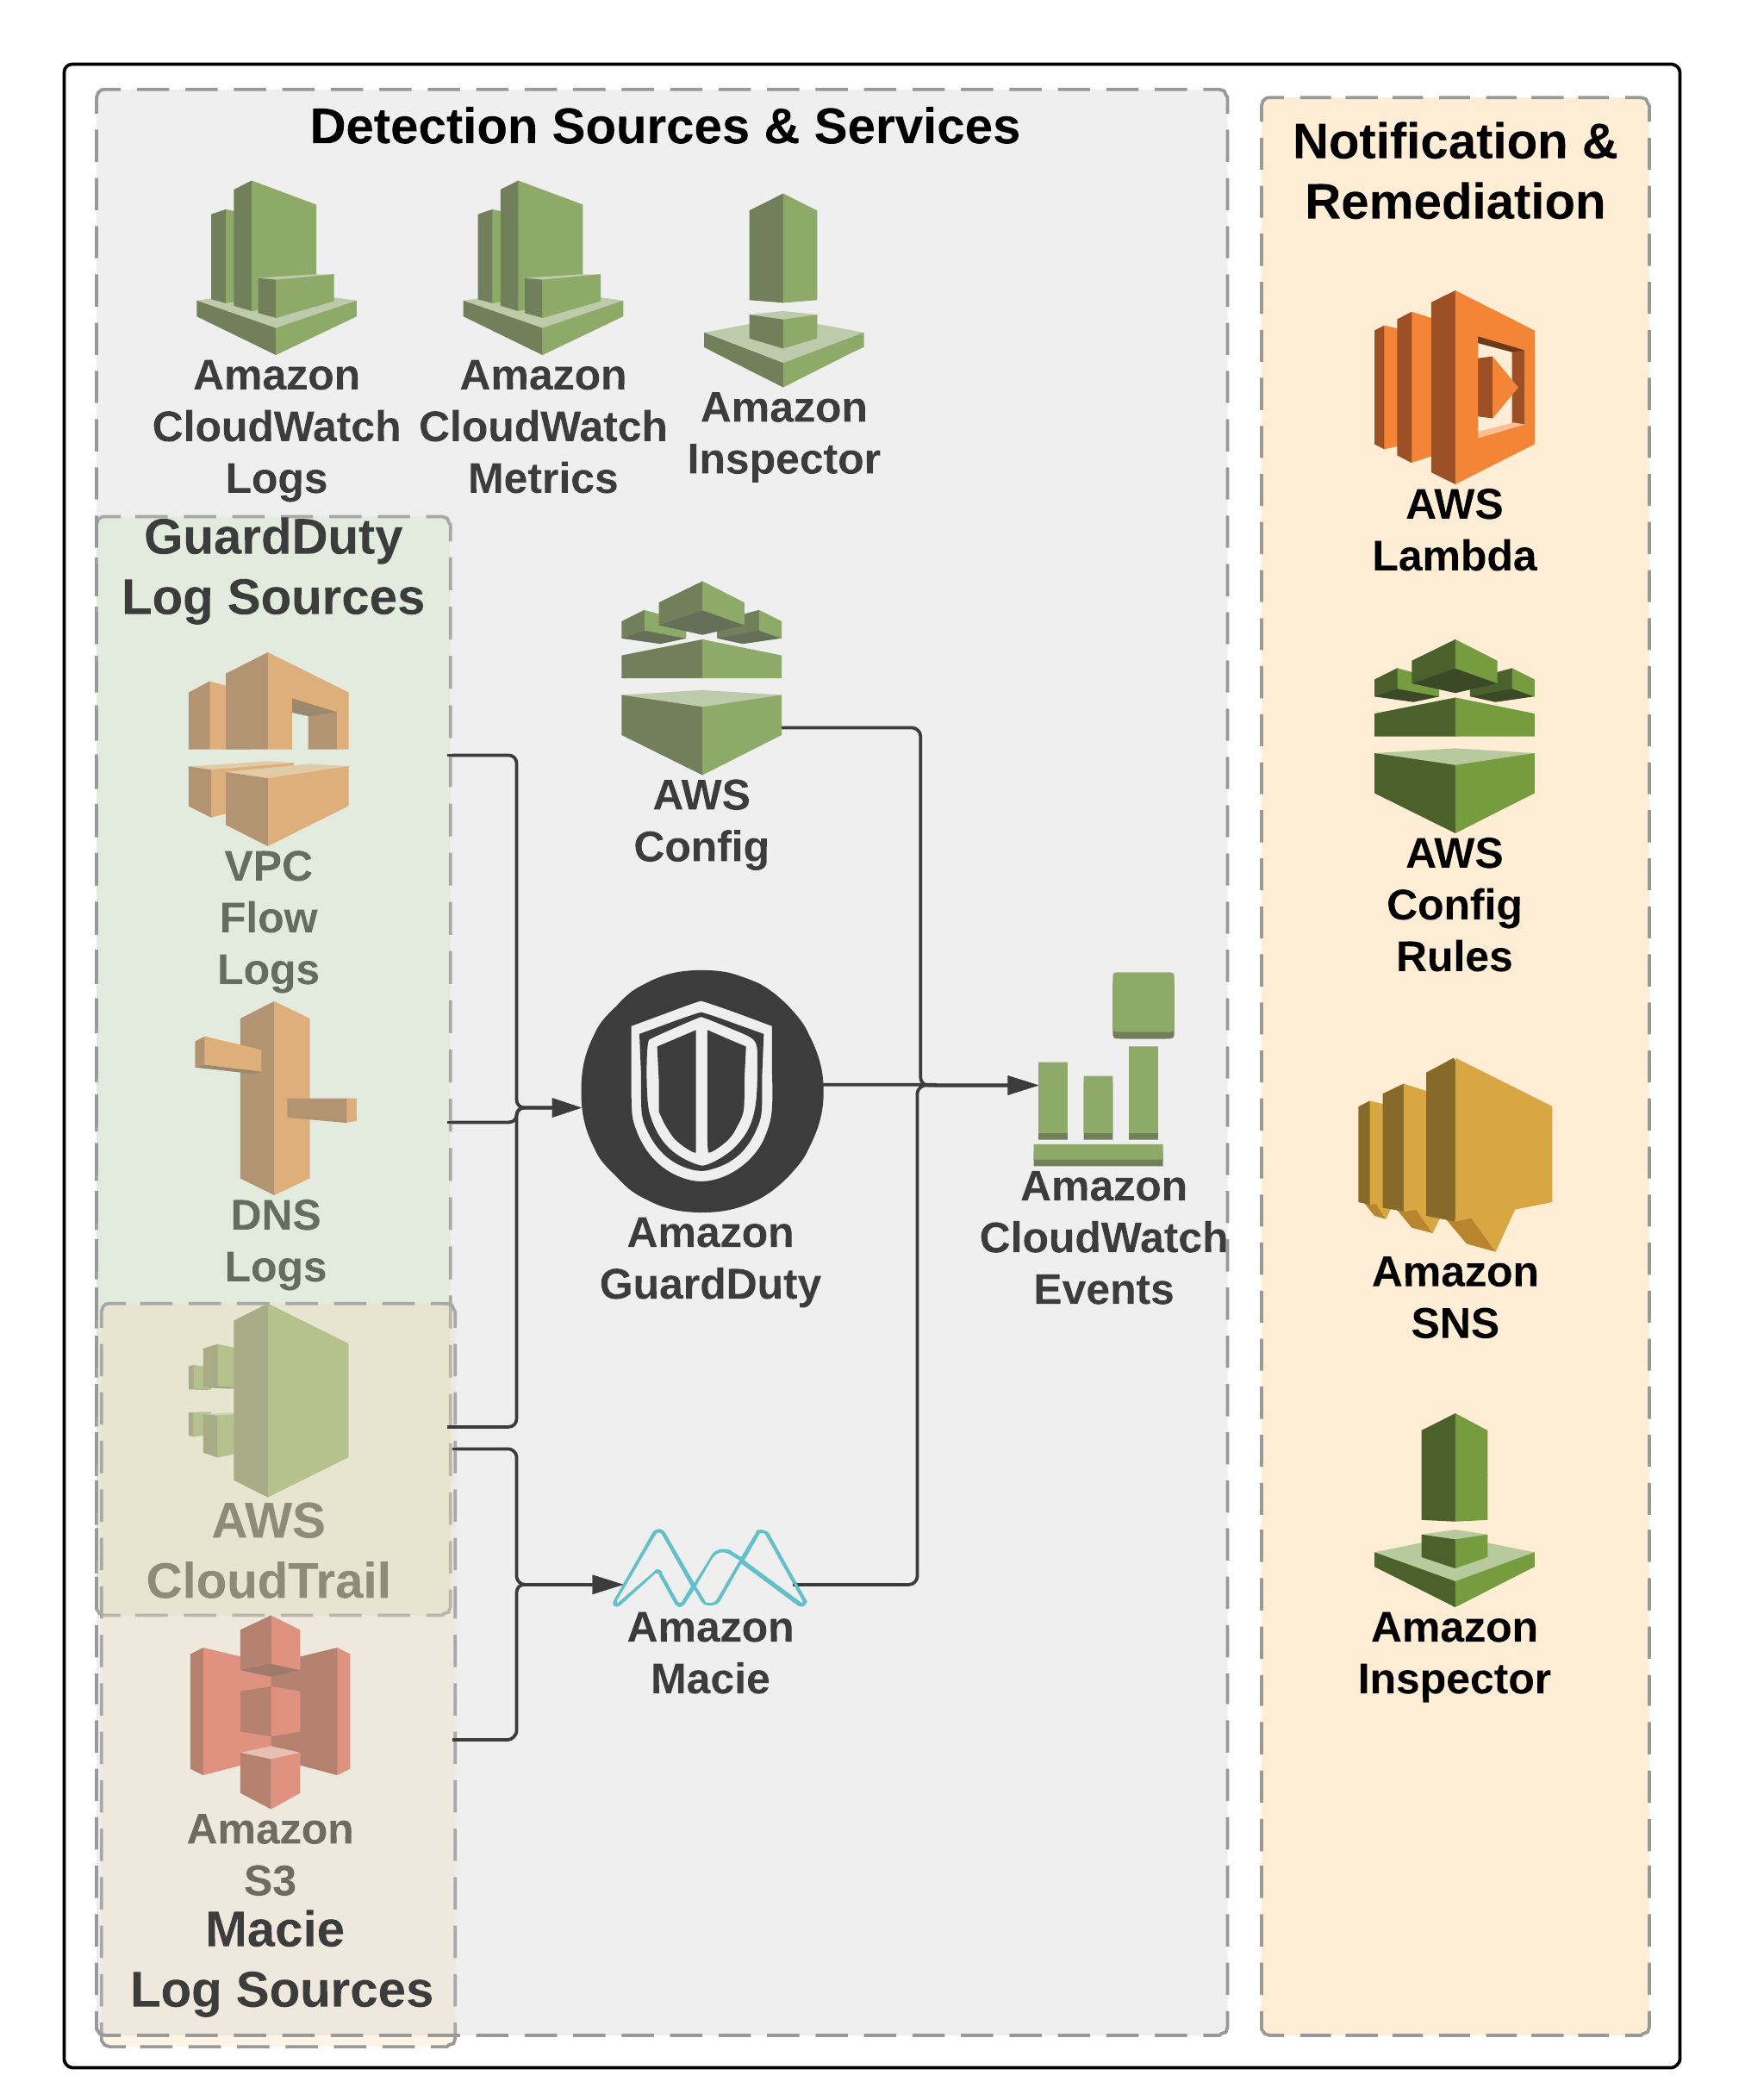 Detection Sources & Services
Amazon
CloudWatch
Logs
Amazon
CloudWatch
Metrics
Amazon
Inspector
GuardDuty
Log Sources
VPC
Flow
Logs
DNS
Logs
AWS
CloudTrail
Amazon
S3
Macie
Log Sources
AWS
Config
Amazon
GuardDuty
Amazon
Macie
Amazon
CloudWatch
Events
Notification &
Remediation
AWS
Lambda
AWS
Config
Rules
Amazon
SNS
Amazon
Inspector